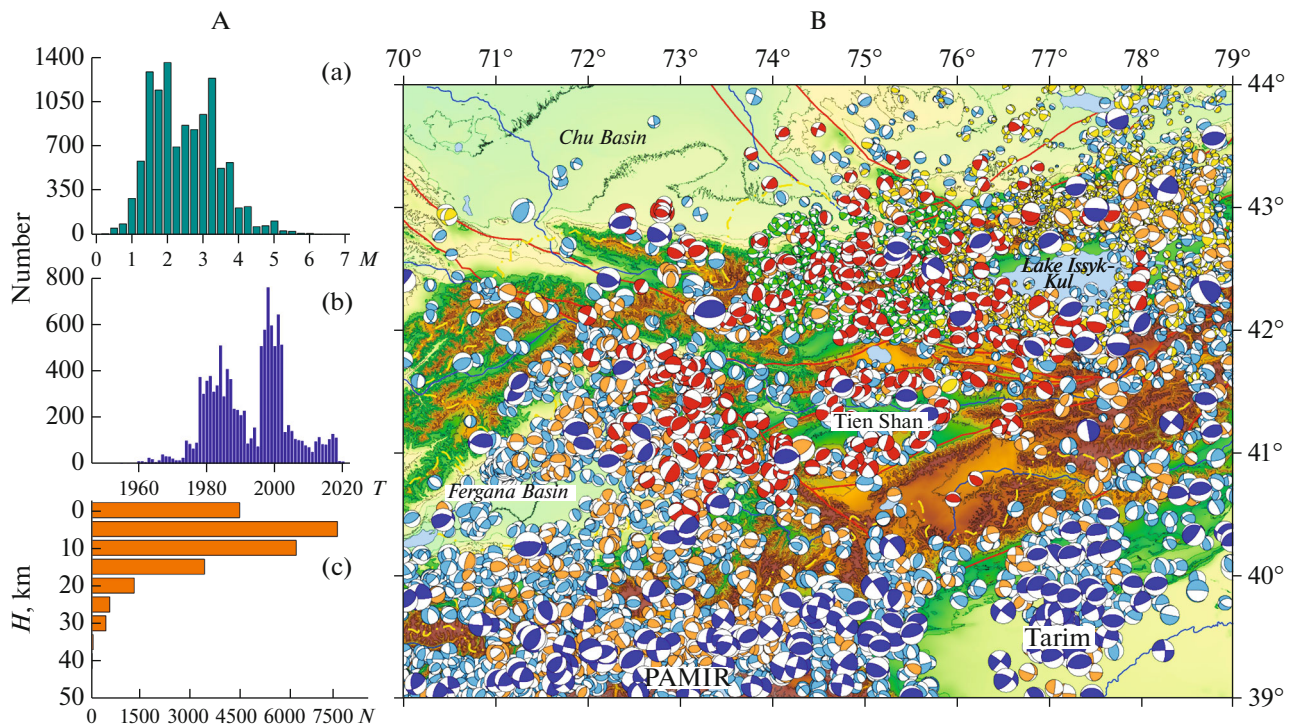 A
B
Number
1400
1050
700
350
0
(a)
0 1 2 3 4 5 6 7 M
800
600
400
200
0
(b)
1960 1980 2000 2020 T
H, km
0
10
20
30
40
50
(c)
0 1500 3000 4500 6000 7500 N
70° 71° 72° 73° 74° 75° 76° 77° 78° 79°
44°
43°
42°
41°
40°
39°
Chu Basin
Lake Issyk-
Kul
Tien Shan
Fergana Basin
Tarim
PAMIR